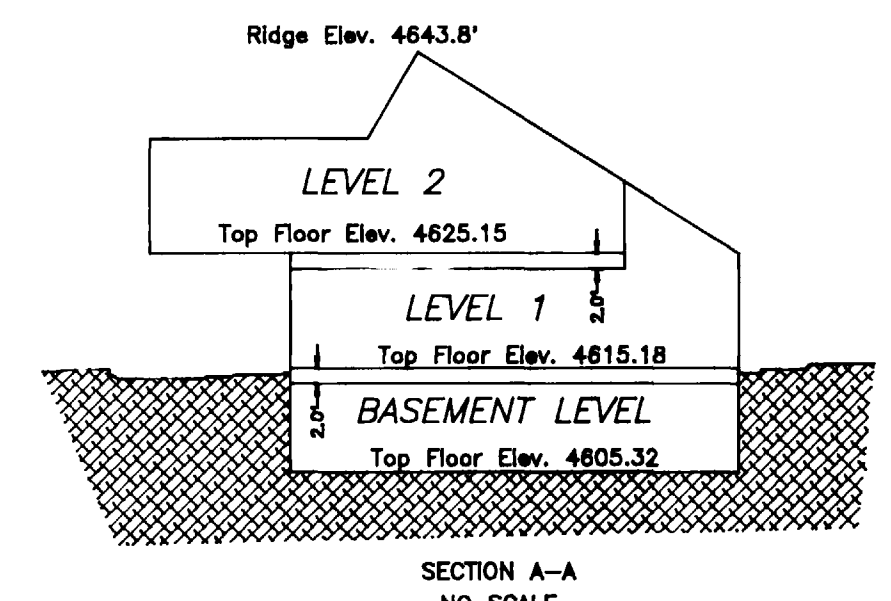 Ridge Elev. 4643.8'
LEVEL 2
Top Floor Elev. 4625.15
2.0'
LEVEL 1
Top Floor Elev. 4615.18
2.0'
BASEMENT LEVEL
Top Floor Elev. 4605.32
SECTION A-A
NO SCALE